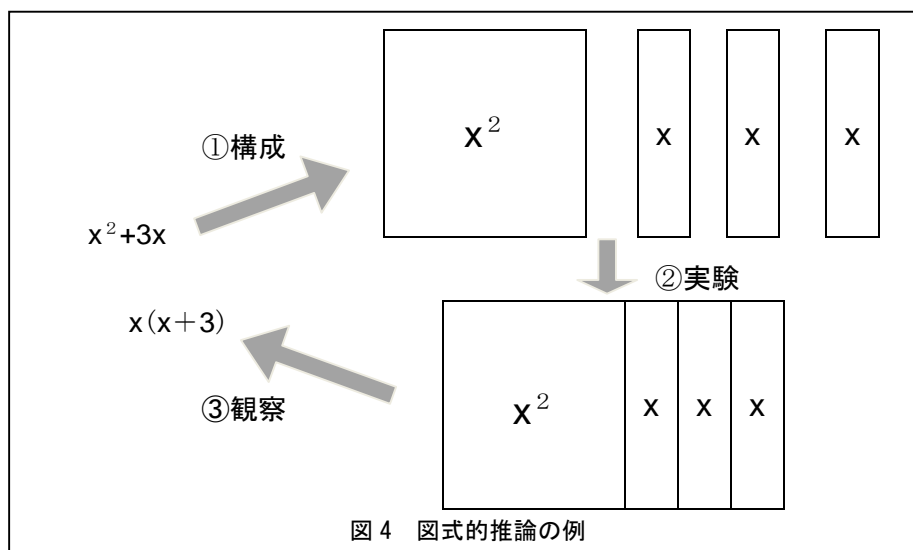 x²
x
x
x
①構成
x²+3x
②実験
x(x+3)
③観察
x²
x
x
x
図4 図式的推論の例